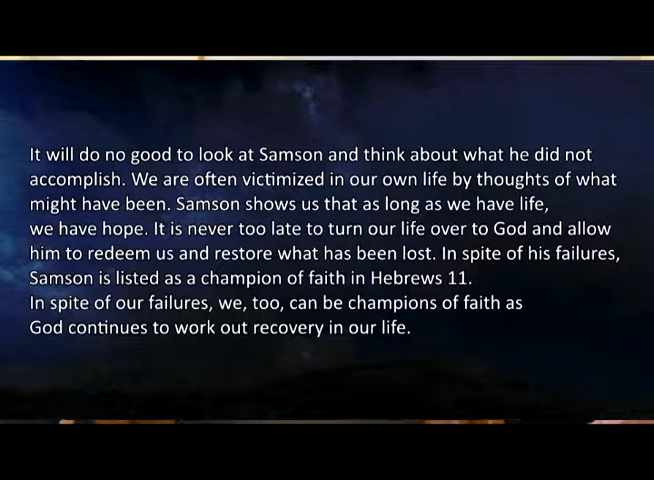 It will do no good to look at Samson and think about what he did not
accomplish. We are often victimized in our own life by thoughts of what
might have been. Samson shows us that as long as we have life,
we have hope. It is never too late to turn our life over to God and allow
him to redeem us and restore what has been lost. In spite of his failures,
Samson is listed as a champion of faith in Hebrews 11.
In spite of our failures, we, too, can be champions of faith as
God continues to work out recovery in our life.